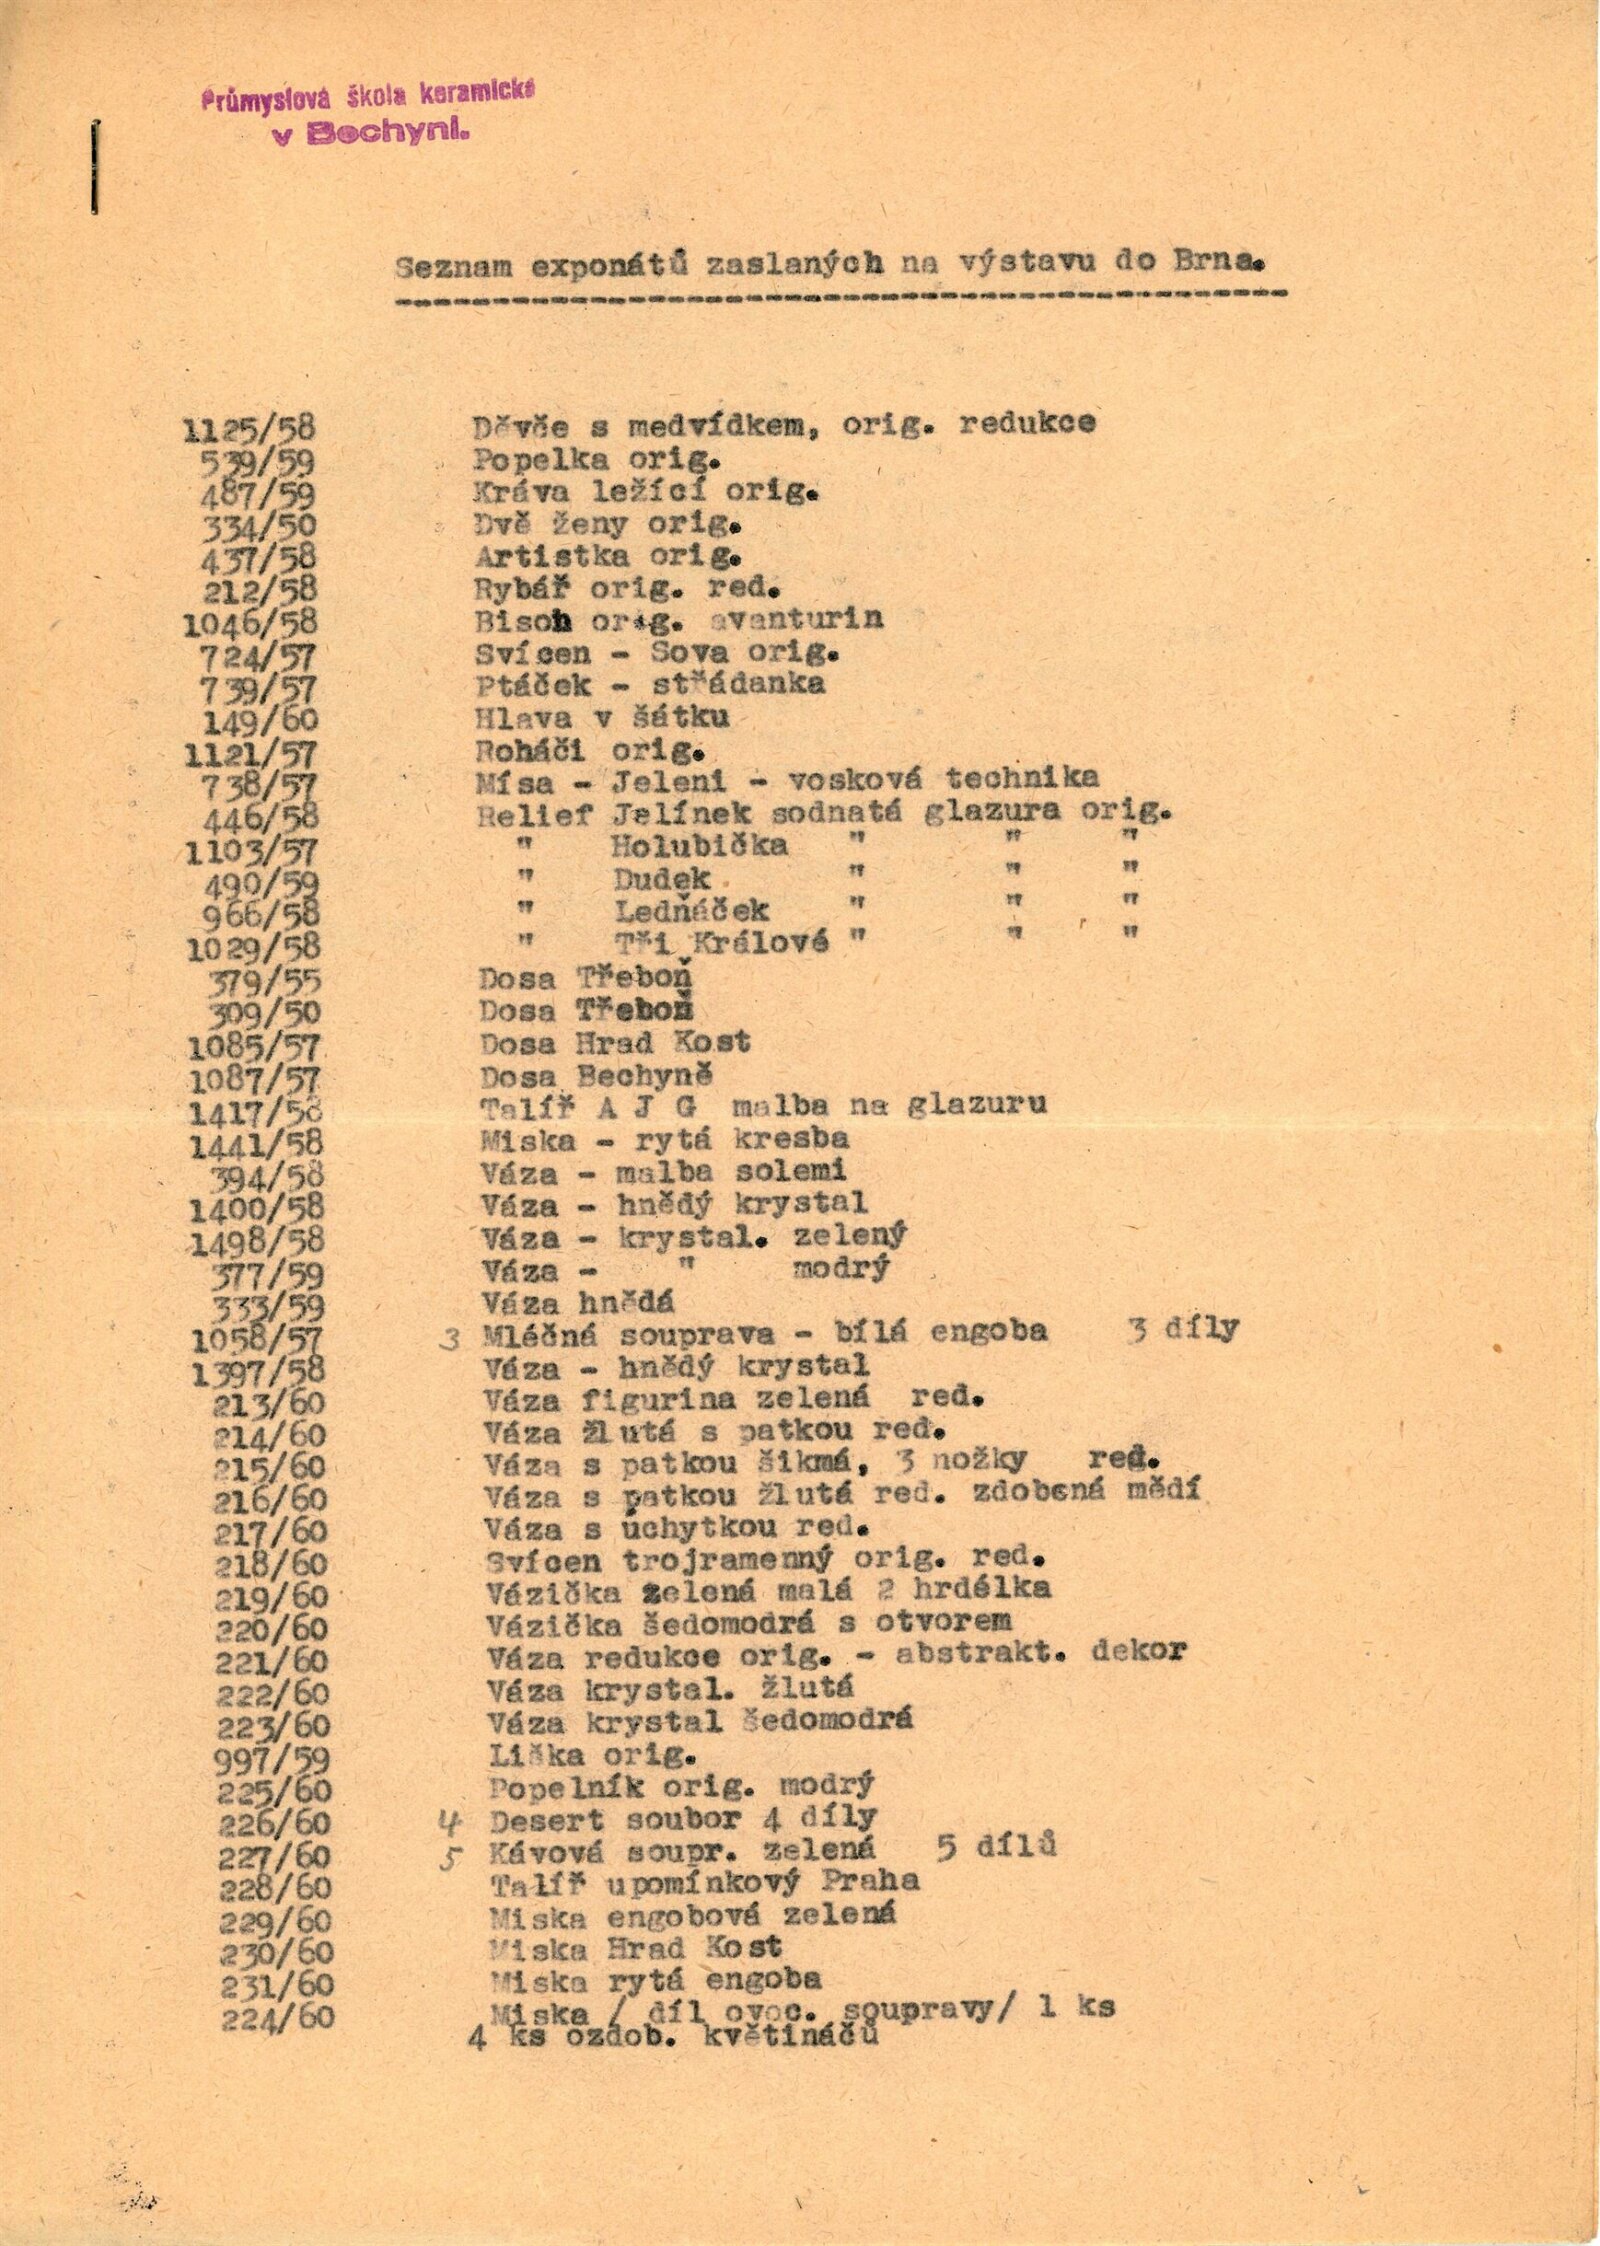 Průmyslová škola keramická
v Bechyni.
Seznam exponátů zaslaných na výstavu do Brna.
1125/58 Děvče s medvídkem, orig. redukce
539/59 Popelka orig.
487/59 Kráva ležící orig.
334/50 Dvě ženy orig.
437/58 Artistka orig.
212/58 Rybář orig. red.
1046/58 Bison orig. avanturin
724/57 Svícen - Sova orig.
739/57 Ptáček - střádanka
149/60 Hlava v šátku
1121/57 Roháči orig.
738/57 Mísa - Jeleni - vosková technika
446/58 Relief Jelínek sodnatá glazura orig.
1103/57 " Holubička " " "
490/59 " Dudek " " "
966/58 " Ledňáček " " "
1029/58 " Tři Králové " " "
379/55 Dosa Třeboň
309/50 Dosa Třeboň
1085/57 Dosa Hrad Kost
1087/57 Dosa Bechyně
1417/58 Talíř A J G malba na glazuru
1441/58 Miska - rytá kresba
394/58 Váza - malba solemi
1400/58 Váza - hnědý krystal
1498/58 Váza - krystal. zelený
377/59 Váza - " modrý
333/59 Váza hnědá
1058/57 3 Mléčná souprava - bílá engoba 3 díly
1397/58 Váza - hnědý krystal
213/60 Váza figurina zelená red.
214/60 Váza žlutá s patkou red.
215/60 Váza s patkou šikmá, 3 nožky red.
216/60 Váza s patkou žlutá red. zdobená mědí
217/60 Váza s úchytkou red.
218/60 Svícen trojramenný orig. red.
219/60 Vázička zelená malá 2 hrdélka
220/60 Vázička šedomodrá s otvorem
221/60 Váza redukce orig. - abstrakt. dekor
222/60 Váza krystal. žlutá
223/60 Váza krystal šedomodrá
997/59 Liška orig.
225/60 Popelník orig. modrý
226/60 4 Desert soubor 4 díly
227/60 5 Kávová soupr. zelená 5 dílů
228/60 Talíř upomínkový Praha
229/60 Miska engobová zelená
230/60 Miska Hrad Kost
231/60 Miska rytá engoba
224/60 Miska / díl ovoc. soupravy/ 1 ks
4 ks ozdob. květináčů